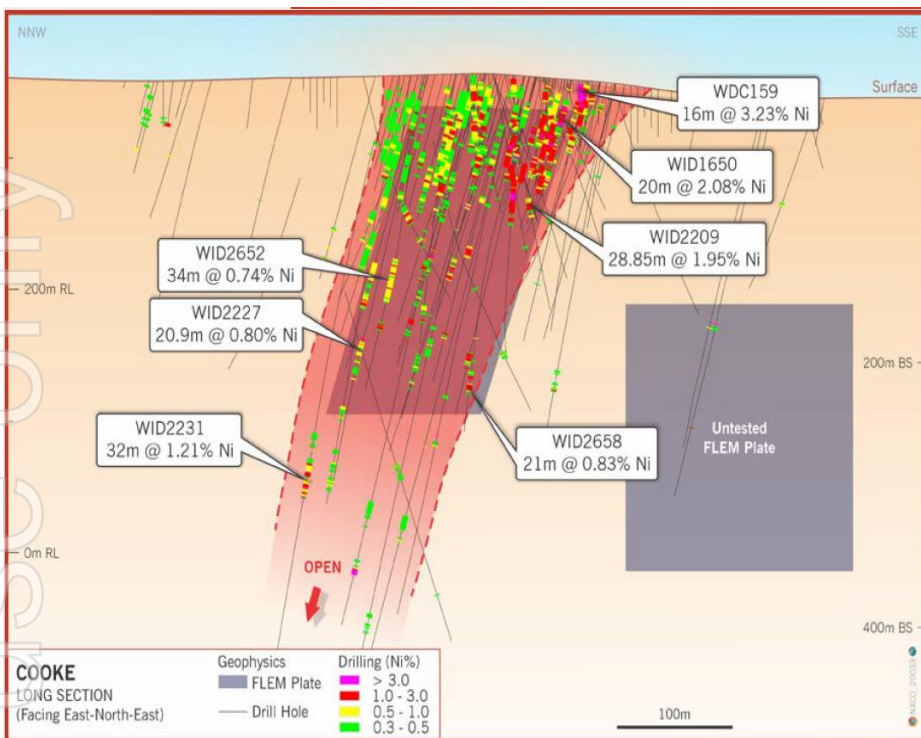 NNW
SSE
Surface
WDC159
16m @ 3.23% Ni
WID1650
20m @ 2.08% Ni
WID2209
28.85m @ 1.95% Ni
WID2652
34m @ 0.74% Ni
200m RL
WID2227
20.9m @ 0.80% Ni
200m BS
WID2231
32m @ 1.21% Ni
WID2658
21m @ 0.83% Ni
Untested
FLEM Plate
0m RL
OPEN
400m BS
COOKE
LONG SECTION
(Facing East-North-East)
Geophysics
FLEM Plate
Drill Hole
Drilling (Ni%)
> 3.0
1.0 - 3.0
0.5 - 1.0
0.3 - 0.5
100m
only